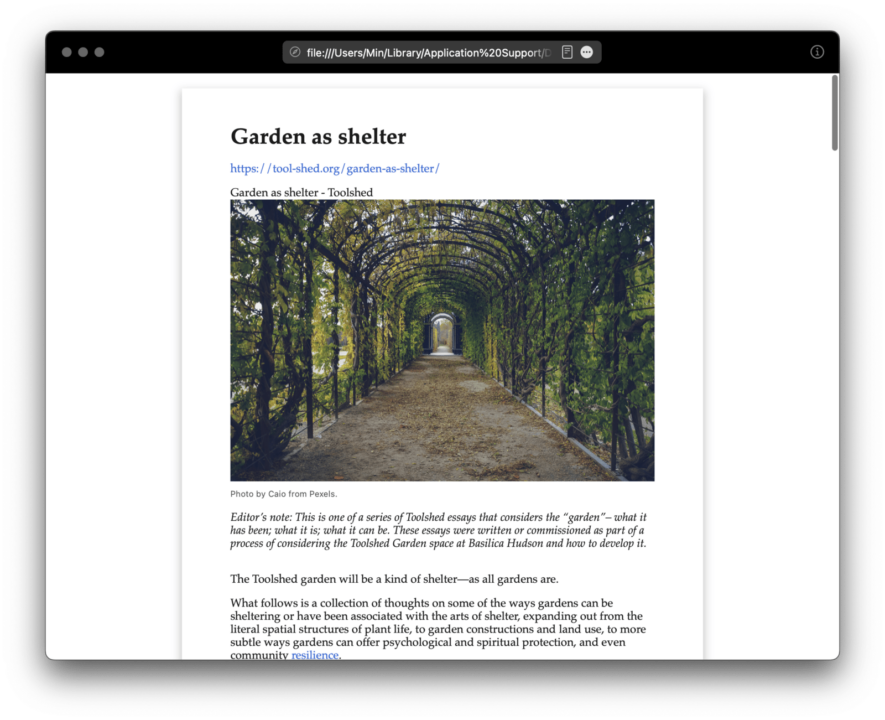 file:///Users/Min/Library/Application%20Support/D
Garden as shelter
https://tool-shed.org/garden-as-shelter/
Garden as shelter - Toolshed
Photo by Caio from Pexels.
Editor's note: This is one of a series of Toolshed essays that considers the “garden”– what it
has been; what it is; what it can be. These essays were written or commissioned as part of a
process of considering the Toolshed Garden space at Basilica Hudson and how to develop it.
The Toolshed garden will be a kind of shelter—as all gardens are.
What follows is a collection of thoughts on some of the ways gardens can be
sheltering or have been associated with the arts of shelter, expanding out from the
literal spatial structures of plant life, to garden constructions and land use, to more
subtle ways gardens can offer psychological and spiritual protection, and even
community resilience.